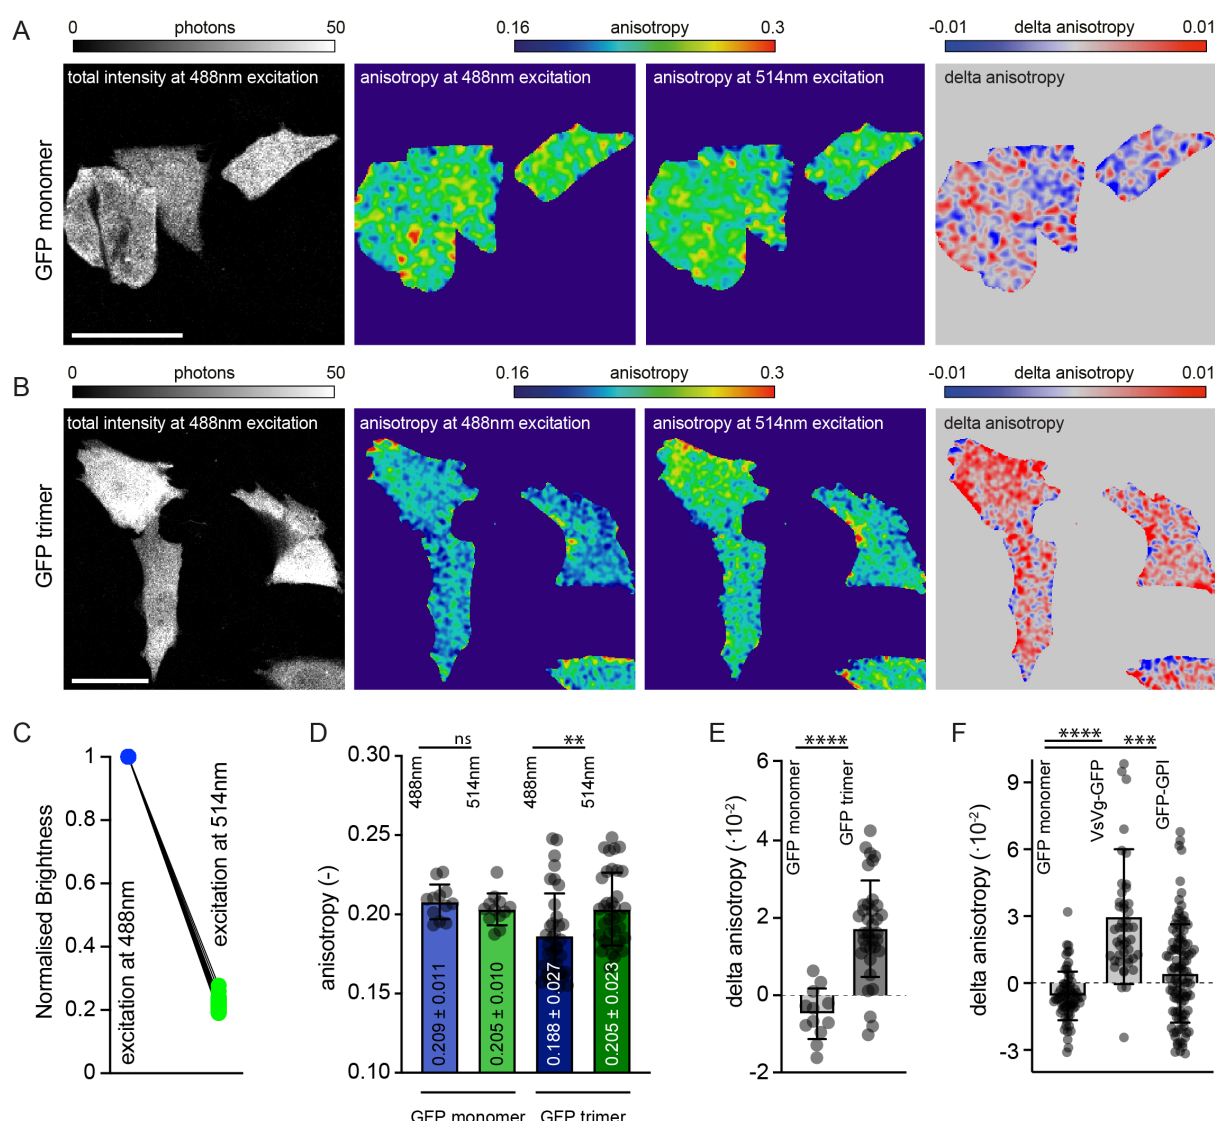 A
0 photons 50
0.16 anisotropy 0.3
-0.01 delta anisotropy 0.01
GFP monomer
total intensity at 488nm excitation
anisotropy at 488nm excitation
anisotropy at 514nm excitation
delta anisotropy
B
0 photons 50
0.16 anisotropy 0.3
-0.01 delta anisotropy 0.01
GFP trimer
total intensity at 488nm excitation
anisotropy at 488nm excitation
anisotropy at 514nm excitation
delta anisotropy
C
Normalised Brightness
1
0.8
0.6
0.4
0.2
0
excitation at 488nm
excitation at 514nm
D
anisotropy (-)
0.30
0.25
0.20
0.15
0.10
ns
**
488nm
514nm
488nm
514nm
0.209 ± 0.011
0.205 ± 0.010
0.188 ± 0.027
0.205 ± 0.023
GFP monomer
GFP trimer
E
delta anisotropy (·10-2)
6
4
2
0
-2
****
GFP monomer
GFP trimer
F
delta anisotropy (·10-2)
9
6
3
0
-3
****
***
GFP monomer
VsVg-GFP
GFP-GPI